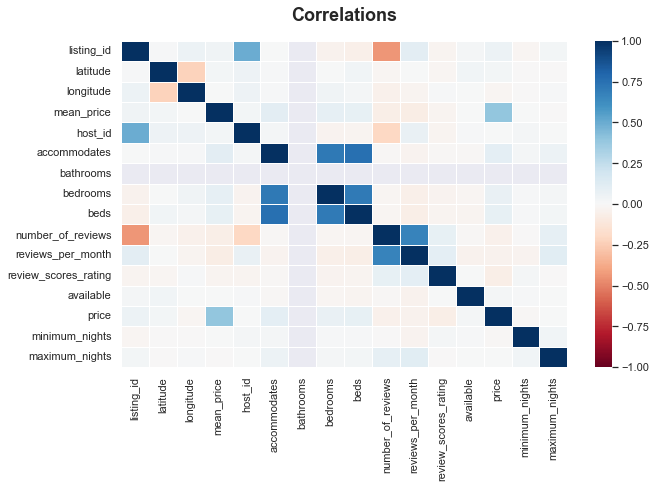 Correlations
listing_id
latitude
longitude
mean_price
host_id
accommodates
bathrooms
bedrooms
beds
number_of_reviews
reviews_per_month
review_scores_rating
available
price
minimum_nights
maximum_nights
listing_id
latitude
longitude
mean_price
host_id
accommodates
bathrooms
bedrooms
beds
number_of_reviews
reviews_per_month
review_scores_rating
available
price
minimum_nights
maximum_nights
1.00
0.75
0.50
0.25
0.00
−0.25
−0.50
−0.75
−1.00